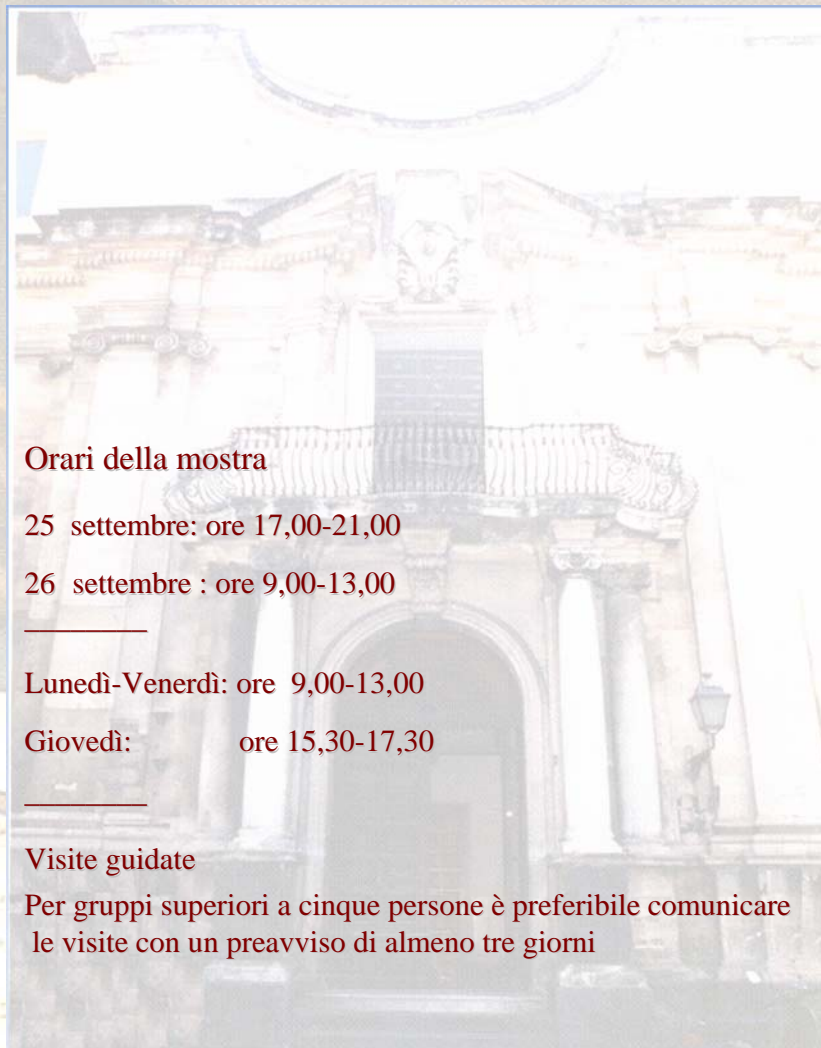 Orari della mostra
25 settembre: ore 17,00-21,00
26 settembre : ore 9,00-13,00
Lunedì-Venerdì: ore 9,00-13,00
Giovedì: ore 15,30-17,30
Visite guidate
Per gruppi superiori a cinque persone è preferibile comunicare
le visite con un preavviso di almeno tre giorni